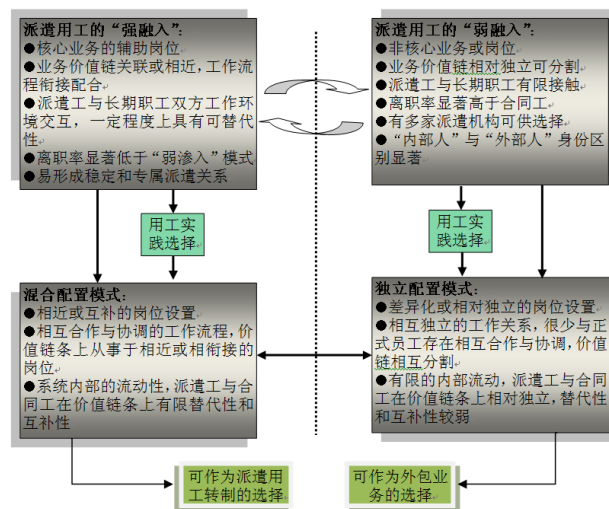 派遣用工的“强融入”:
●核心业务的辅助岗位
●业务价值链关联或相近,工作流
程衔接配合
●派遣工与长期职工双方工作环
境交互,一定程度上具有可替代
性
●离职率显著低于“弱渗入”模式
●易形成稳定和专属派遣关系
派遣用工的“弱融入”:
●非核心业务或岗位
●业务价值链相对独立可分割
●派遣工与长期职工有限接触
●离职率显著高于合同工
●有多家派遣机构可供选择
●“内部人”与“外部人”身份区
别显著
用工实
践选择
用工实
践选择
混合配置模式:
●相近或互补的岗位设置
●相互合作与协调的工作流程,价
值链条上从事于相近或相衔接的
岗位
●系统内部的流动性,派遣工与合
同工在价值链条上有限替代性和
互补性
独立配置模式:
●差异化或相对独立的岗位设置
●相互独立的工作关系,很少与正
式员工存在相互合作与协调,价值
链相互分割
●有限的内部流动,派遣工与合同
工在价值链条上相对独立,替代性
和互补性较弱
可作为派遣用
工转制的选择
可作为外包业
务的选择